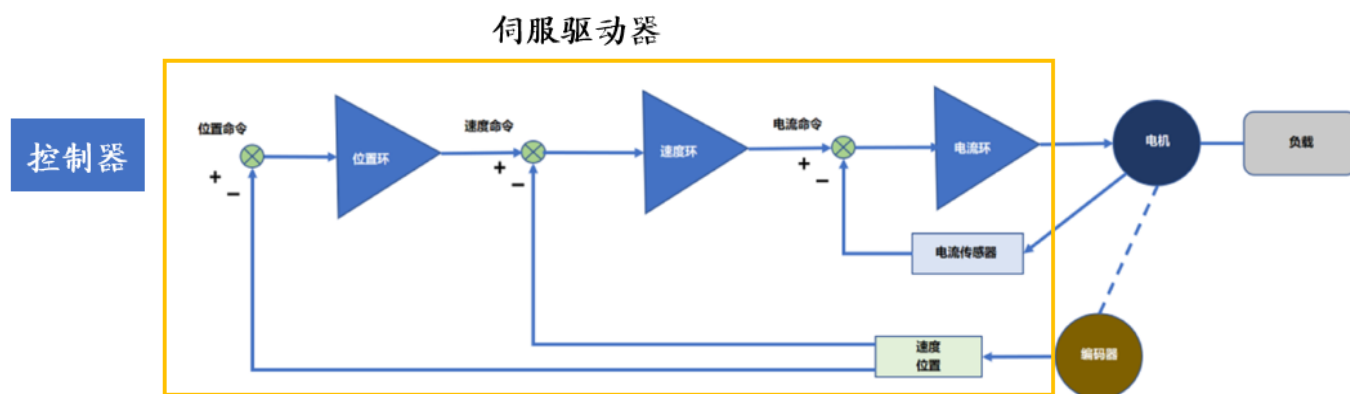 伺服驱动器
控制器
位置命令
+
−
位置环
速度命令
+
−
速度环
电流命令
+
−
电流环
电机
负载
电流传感器
速度
位置
编码器